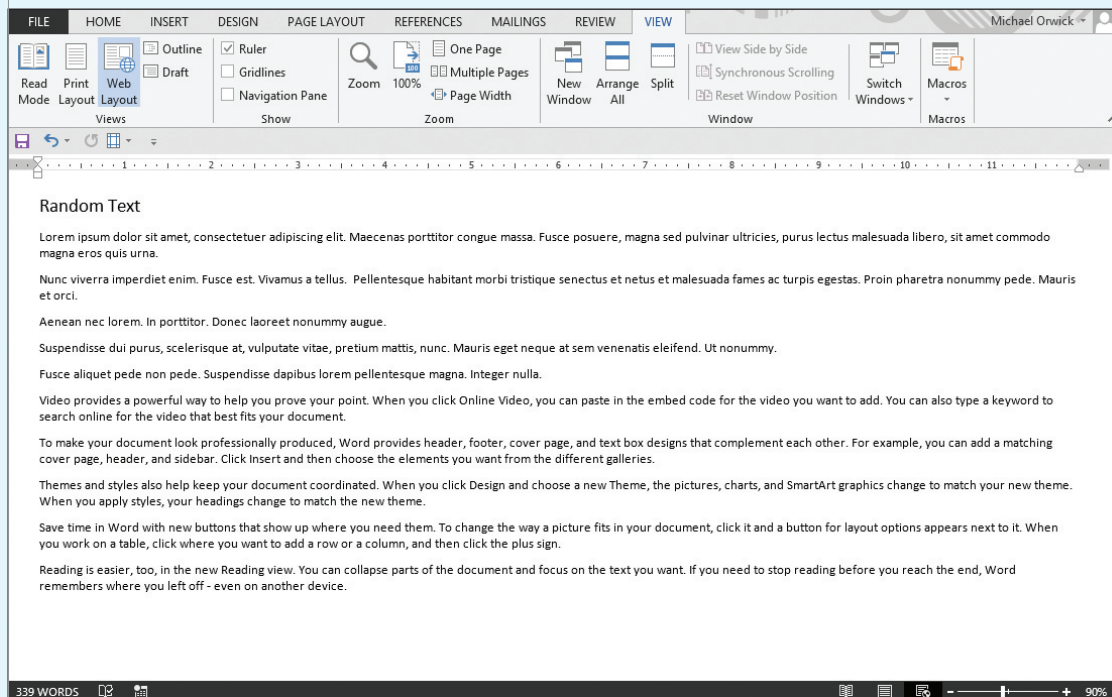 FILE HOME INSERT DESIGN PAGE LAYOUT REFERENCES MAILINGS REVIEW VIEW Michael Orwick
Outline Ruler One Page View Side by Side
Draft Gridlines Multiple Pages Synchronous Scrolling
Navigation Pane Page Width Reset Window Position
Read Mode Print Layout Web Layout Zoom 100% New Window Arrange All Split Switch Windows Macros
Views Show Zoom Window Macros
1 2 3 4 5 6 7 8 9 10 11
Random Text
Lorem ipsum dolor sit amet, consectetuer adipiscing elit. Maecenas porttitor congue massa. Fusce posuere, magna sed pulvinar ultricies, purus lectus malesuada libero, sit amet commodo
magna eros quis urna.
Nunc viverra imperdiet enim. Fusce est. Vivamus a tellus. Pellentesque habitant morbi tristique senectus et netus et malesuada fames ac turpis egestas. Proin pharetra nonummy pede. Mauris
et orci.
Aenean nec lorem. In porttitor. Donec laoreet nonummy augue.
Suspendisse dui purus, scelerisque at, vulputate vitae, pretium mattis, nunc. Mauris eget neque at sem venenatis eleifend. Ut nonummy.
Fusce aliquet pede non pede. Suspendisse dapibus lorem pellentesque magna. Integer nulla.
Video provides a powerful way to help you prove your point. When you click Online Video, you can paste in the embed code for the video you want to add. You can also type a keyword to
search online for the video that best fits your document.
To make your document look professionally produced, Word provides header, footer, cover page, and text box designs that complement each other. For example, you can add a matching
cover page, header, and sidebar. Click Insert and then choose the elements you want from the different galleries.
Themes and styles also help keep your document coordinated. When you click Design and choose a new Theme, the pictures, charts, and SmartArt graphics change to match your new theme.
When you apply styles, your headings change to match the new theme.
Save time in Word with new buttons that show up where you need them. To change the way a picture fits in your document, click it and a button for layout options appears next to it. When
you work on a table, click where you want to add a row or a column, and then click the plus sign.
Reading is easier, too, in the new Reading view. You can collapse parts of the document and focus on the text you want. If you need to stop reading before you reach the end, Word
remembers where you left off - even on another device.
339 WORDS 90%